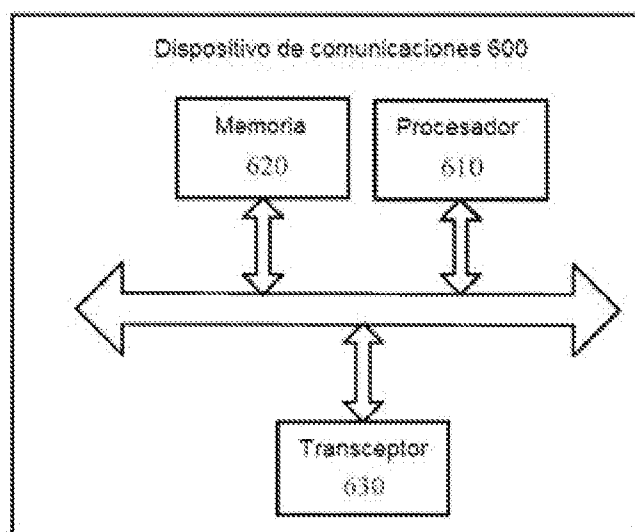 Dispositivo de comunicaciones 600
Memoria
620
Procesador
610
Transceptor
630